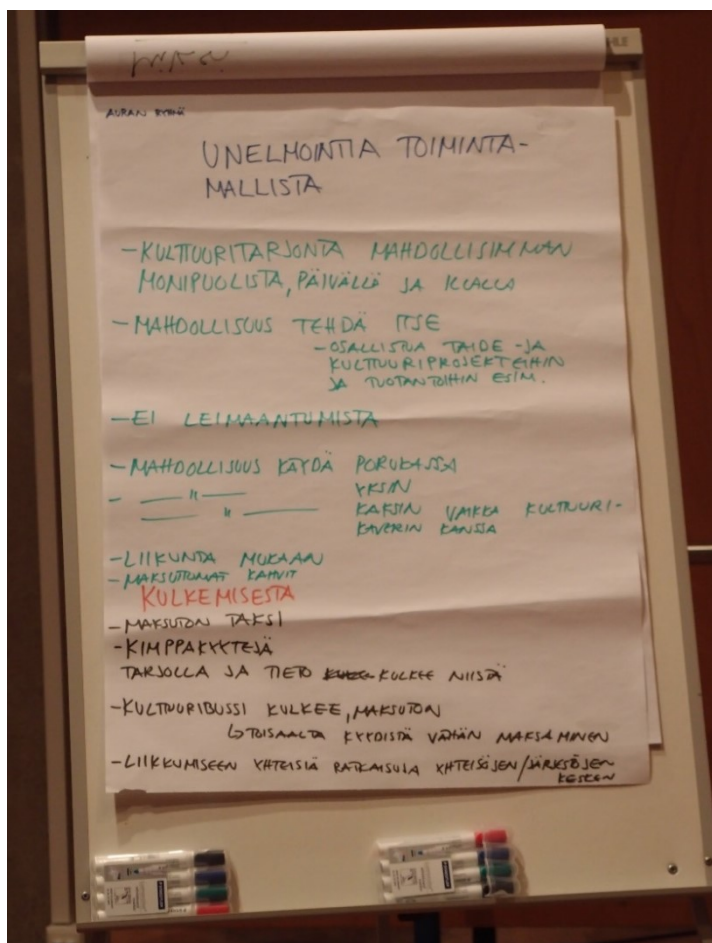 HLE
AURAN RYHMÄ
UNELMOINTIA TOIMINTA-
MALLISTA
-KULTTUURITARJONTA MAHDOLLISIMMAN
MONIPUOLISTA, PÄIVÄLLÄ JA ILLALLA
-MAHDOLLISUUS TEHDÄ ITSE
-OSALLISTUA TAIDE -JA
KULTTUURIPROJEKTEIHIN
JA TUOTANTOIHIN ESIM.
-EI LEIMAANTUMISTA
-MAHDOLLISUUS KÄYDÄ PORUKASSA
- —— " —— YKSIN
—— " —— KAKSIN VAIKKA KULTTUURI-
KAVERIN KANSSA
-LIIKUNTA MUKAAN
-MAKSUTTOMAT KAHVIT
KULKEMISESTA
-MAKSUTON TAKSI
-KIMPPAKYYTEJÄ
TARJOLLA JA TIETO KULKEE NIISTÄ
-KULTTUURIBUSSI KULKEE, MAKSUTON
↳ TOISAALTA KYYDISTÄ VÄHÄN MAKSAMINEN
-LIIKKUMISEEN YHTEISIÄ RATKAISUJA YHTEISÖJEN/JÄRJESTÖJEN
KESKEN